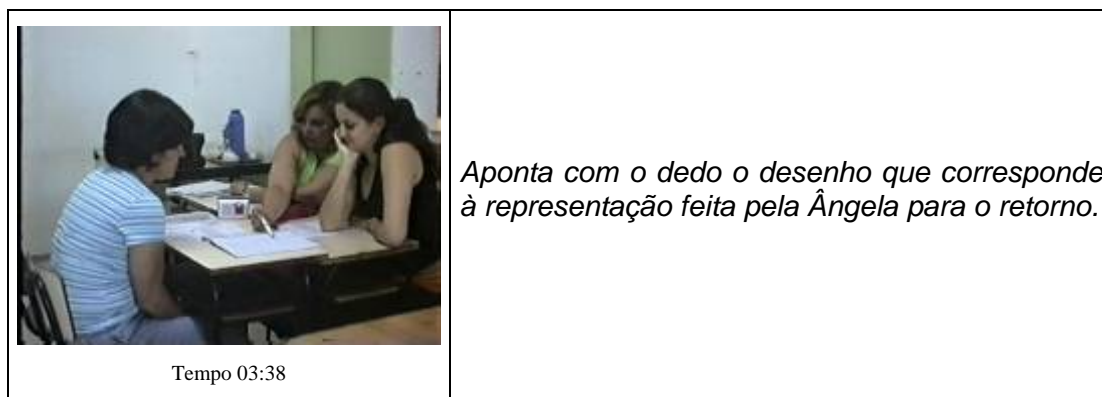 Aponta com o dedo o desenho que corresponde
à representação feita pela Ângela para o retorno.
Tempo 03:38